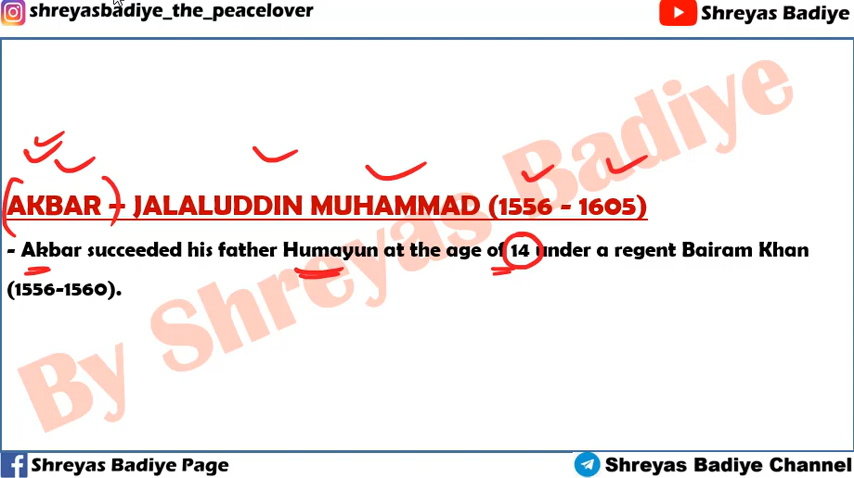 shreyasbadiye_the_peacelover
Shreyas Badiye
AKBAR - JALALUDDIN MUHAMMAD (1556 - 1605)
- Akbar succeeded his father Humayun at the age of 14 under a regent Bairam Khan
(1556-1560).
By Shreyas Badiye
Shreyas Badiye Page
Shreyas Badiye Channel